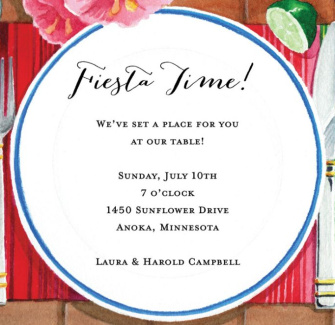 Fiesta Time!
We've set a place for you
at our table!
Sunday, July 10th
7 o'clock
1450 Sunflower Drive
Anoka, Minnesota
Laura & Harold Campbell